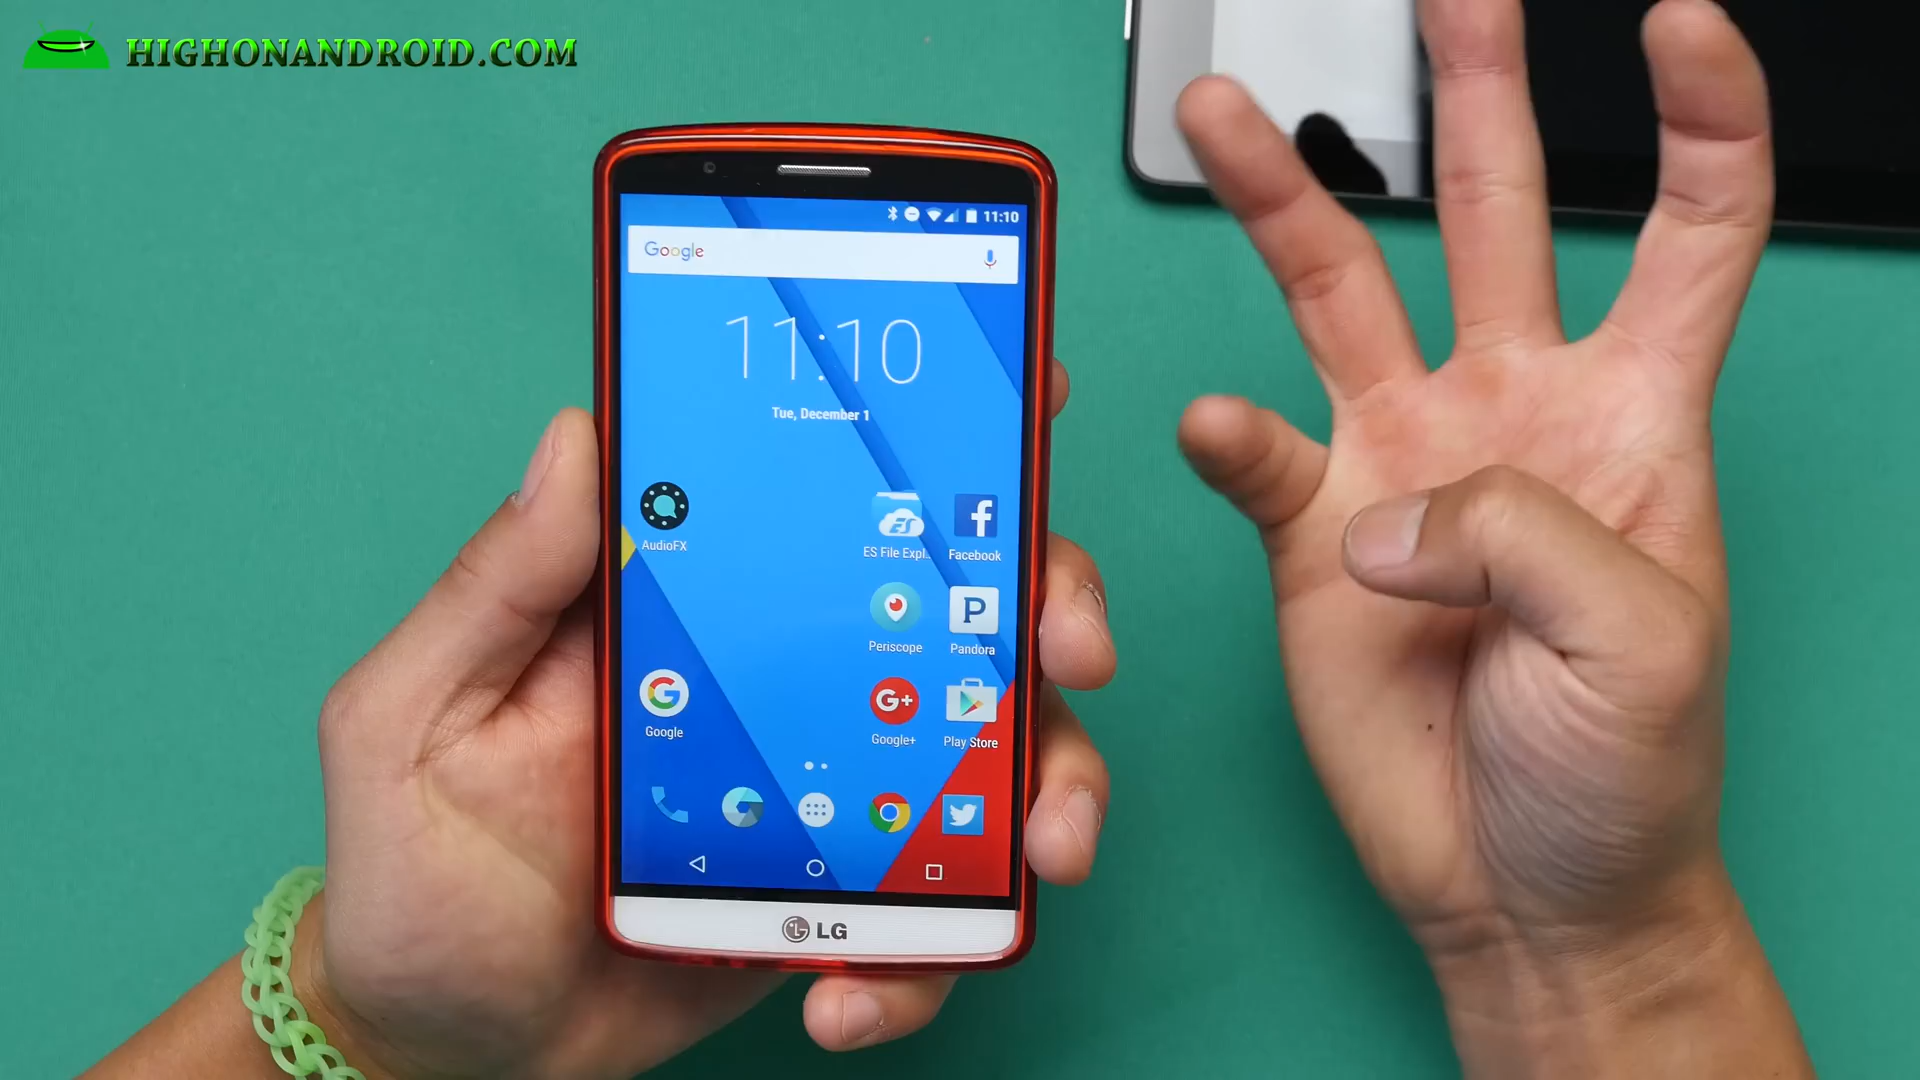 HIGHONANDROID.COM
11:10
Google
11:10
Tue, December 1
AudioFX
ES File Expl..
Facebook
Periscope
Pandora
Google
Google+
Play Store
LG